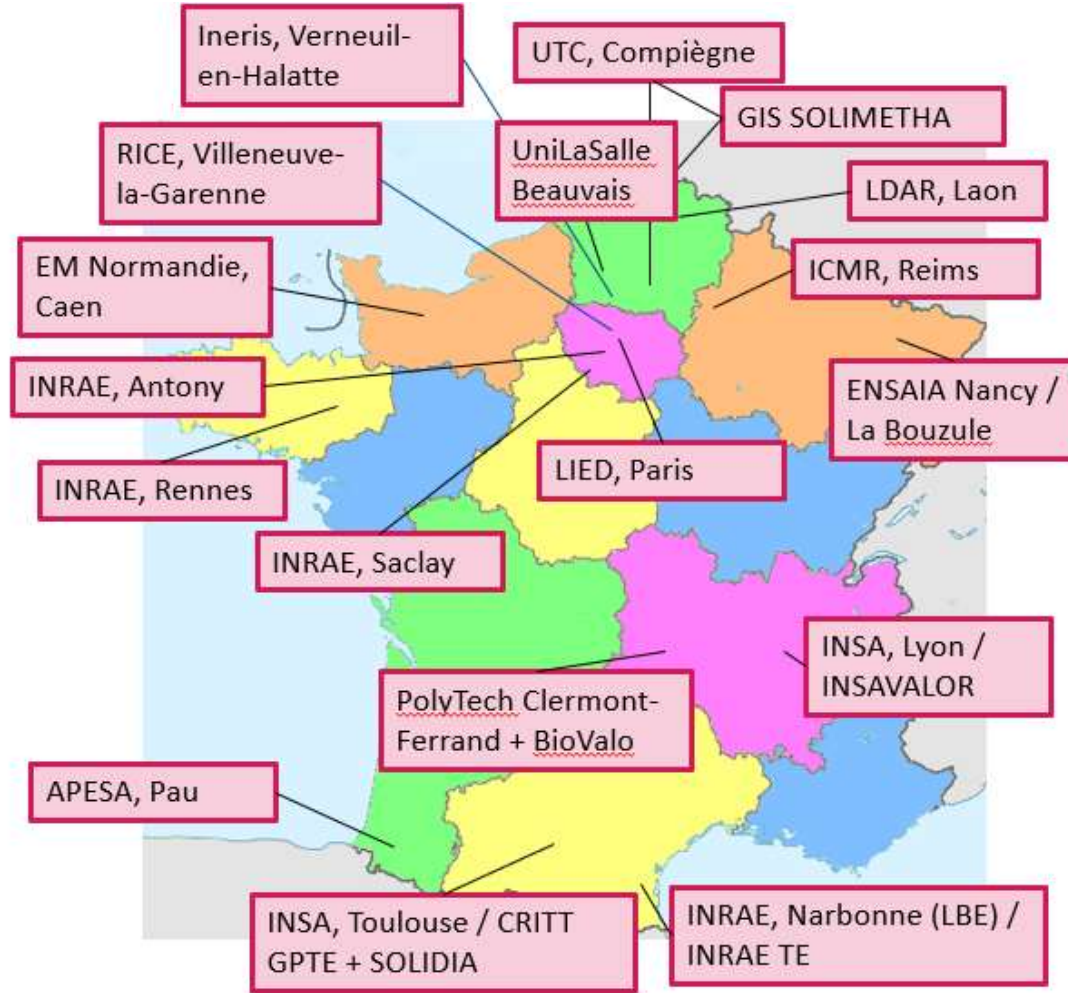 Ineris, Verneuil-
en-Halatte
UTC, Compiègne
GIS SOLIMETHA
RICE, Villeneuve-
la-Garenne
UniLaSalle
Beauvais
LDAR, Laon
EM Normandie,
Caen
ICMR, Reims
INRAE, Antony
ENSAIA Nancy /
La Bouzule
INRAE, Rennes
LIED, Paris
INRAE, Saclay
INSA, Lyon /
INSAVALOR
PolyTech Clermont-
Ferrand + BioValo
APESA, Pau
INSA, Toulouse / CRITT
GPTE + SOLIDIA
INRAE, Narbonne (LBE) /
INRAE TE